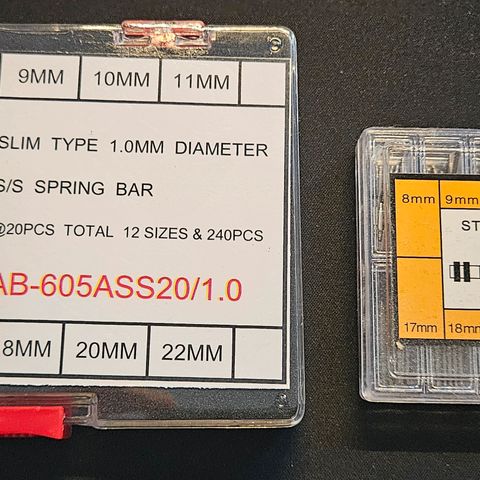 9MM 10MM 11MM
SLIM TYPE 1.0MM DIAMETER
S/S SPRING BAR
@20PCS TOTAL 12 SIZES & 240PCS
AB-605ASS20/1.0
8MM 20MM 22MM
8mm 9mm
ST
17mm 18mm